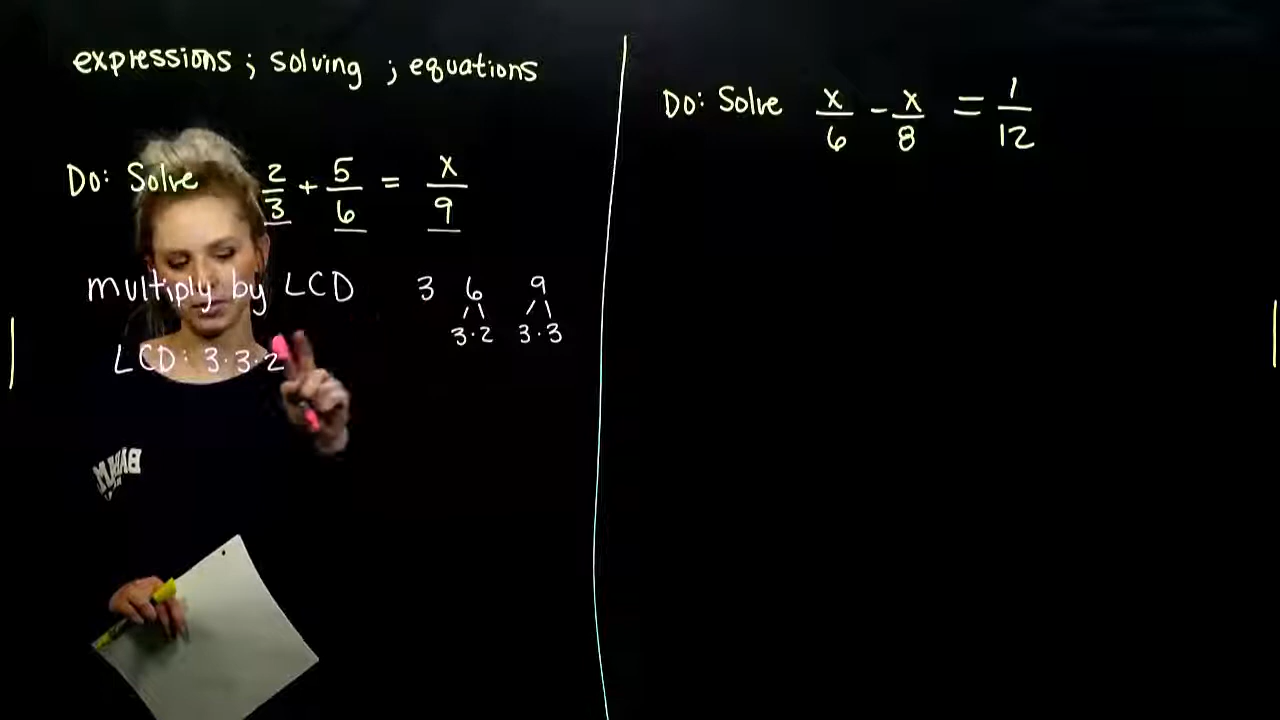 expressions ; solving ; equations
Do: Solve 2/3 + 5/6 = x/9
multiply by LCD
3 6 9
3·2 3·3
LCD: 3·3·2
Do: Solve x/6 - x/8 = 1/12